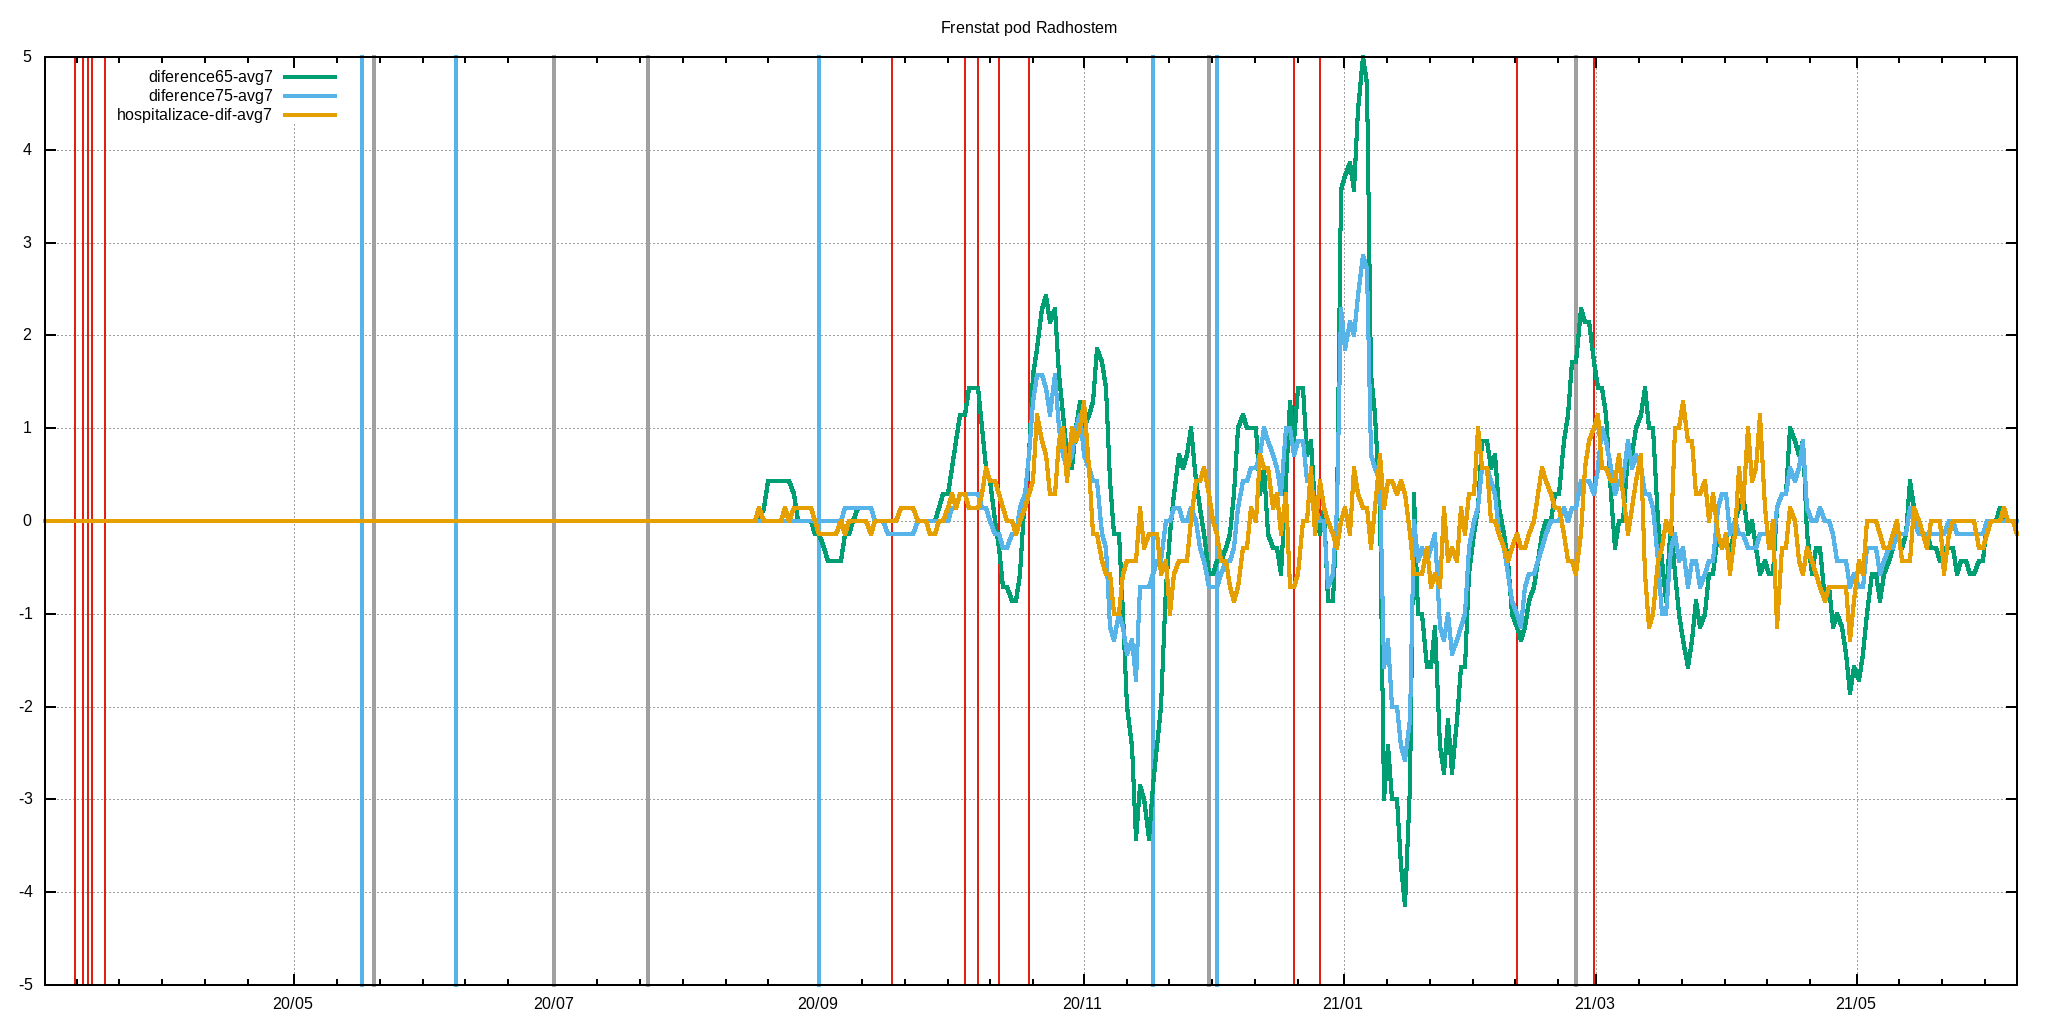 Frenstat pod Radhostem
diference65-avg7
diference75-avg7
hospitalizace-dif-avg7
5
4
3
2
1
0
-1
-2
-3
-4
-5
20/05 20/07 20/09 20/11 21/01 21/03 21/05